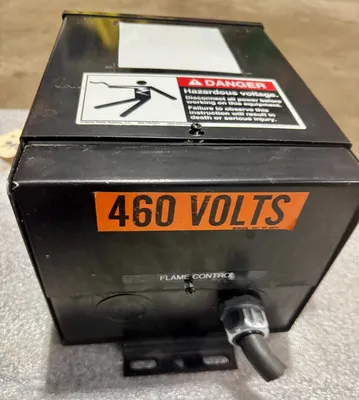 DANGER
Hazardous voltage.
Disconnect all power before
working on this equipment.
Failure to observe this
instruction will result in
death or serious injury.
460 VOLTS
FLAME CONTROL